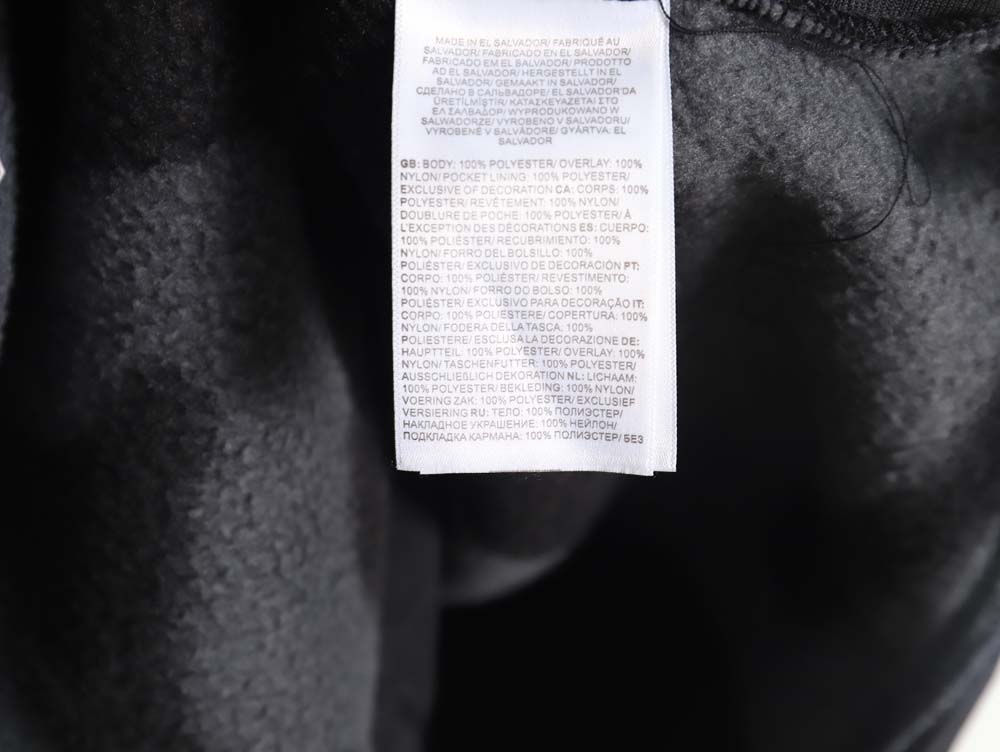 MADE IN EL SALVADOR/ FABRIQUÉ AU
SALVADOR/ FABRICADO EN EL SALVADOR/
FABRICADO EM EL SALVADOR/ PRODOTTO
AD EL SALVADOR/ HERGESTELLT IN EL
SALVADOR/ GEMAAKT IN SALVADOR/
СДЕЛАНО В САЛЬВАДОРЕ/ EL SALVADOR'DA
ÜRETİLMİŞTİR/ ΚΑΤΑΣΚΕΥΑΖΕΤΑΙ ΣΤΟ
ΕΛ ΣΑΛΒΑΔΟΡ/ WYPRODUKOWANO W
SALWADORZE/ VYROBENO V SALVADORU/
VYROBENÉ V SALVÁDORE/ GYÁRTVA: EL
SALVADOR
GB: BODY: 100% POLYESTER/ OVERLAY: 100%
NYLON/ POCKET LINING: 100% POLYESTER/
EXCLUSIVE OF DECORATION CA: CORPS: 100%
POLYESTER/ REVÊTEMENT: 100% NYLON/
DOUBLURE DE POCHE: 100% POLYESTER/ À
L'EXCEPTION DES DÉCORATIONS ES: CUERPO:
100% POLIÉSTER/ RECUBRIMIENTO: 100%
NYLON/ FORRO DEL BOLSILLO: 100%
POLIÉSTER/ EXCLUSIVO DE DECORACIÓN PT:
CORPO: 100% POLIÉSTER/ REVESTIMENTO:
100% NYLON/ FORRO DO BOLSO: 100%
POLIÉSTER/ EXCLUSIVO PARA DECORAÇÃO IT:
CORPO: 100% POLIESTERE/ COPERTURA: 100%
NYLON/ FODERA DELLA TASCA: 100%
POLIESTERE/ ESCLUSA LA DECORAZIONE DE:
HAUPTTEIL: 100% POLYESTER/ OVERLAY: 100%
NYLON/ TASCHENFUTTER: 100% POLYESTER/
AUSSCHLIEßLICH DEKORATION NL: LICHAAM:
100% POLYESTER/ BEKLEDING: 100% NYLON/
VOERING ZAK: 100% POLYESTER/ EXCLUSIEF
VERSIERING RU: ТЕЛО: 100% ПОЛИЭСТЕР/
НАКЛАДНОЕ УКРАШЕНИЕ: 100% НЕЙЛОН/
ПОДКЛАДКА КАРМАНА: 100% ПОЛИЭСТЕР/ БЕЗ